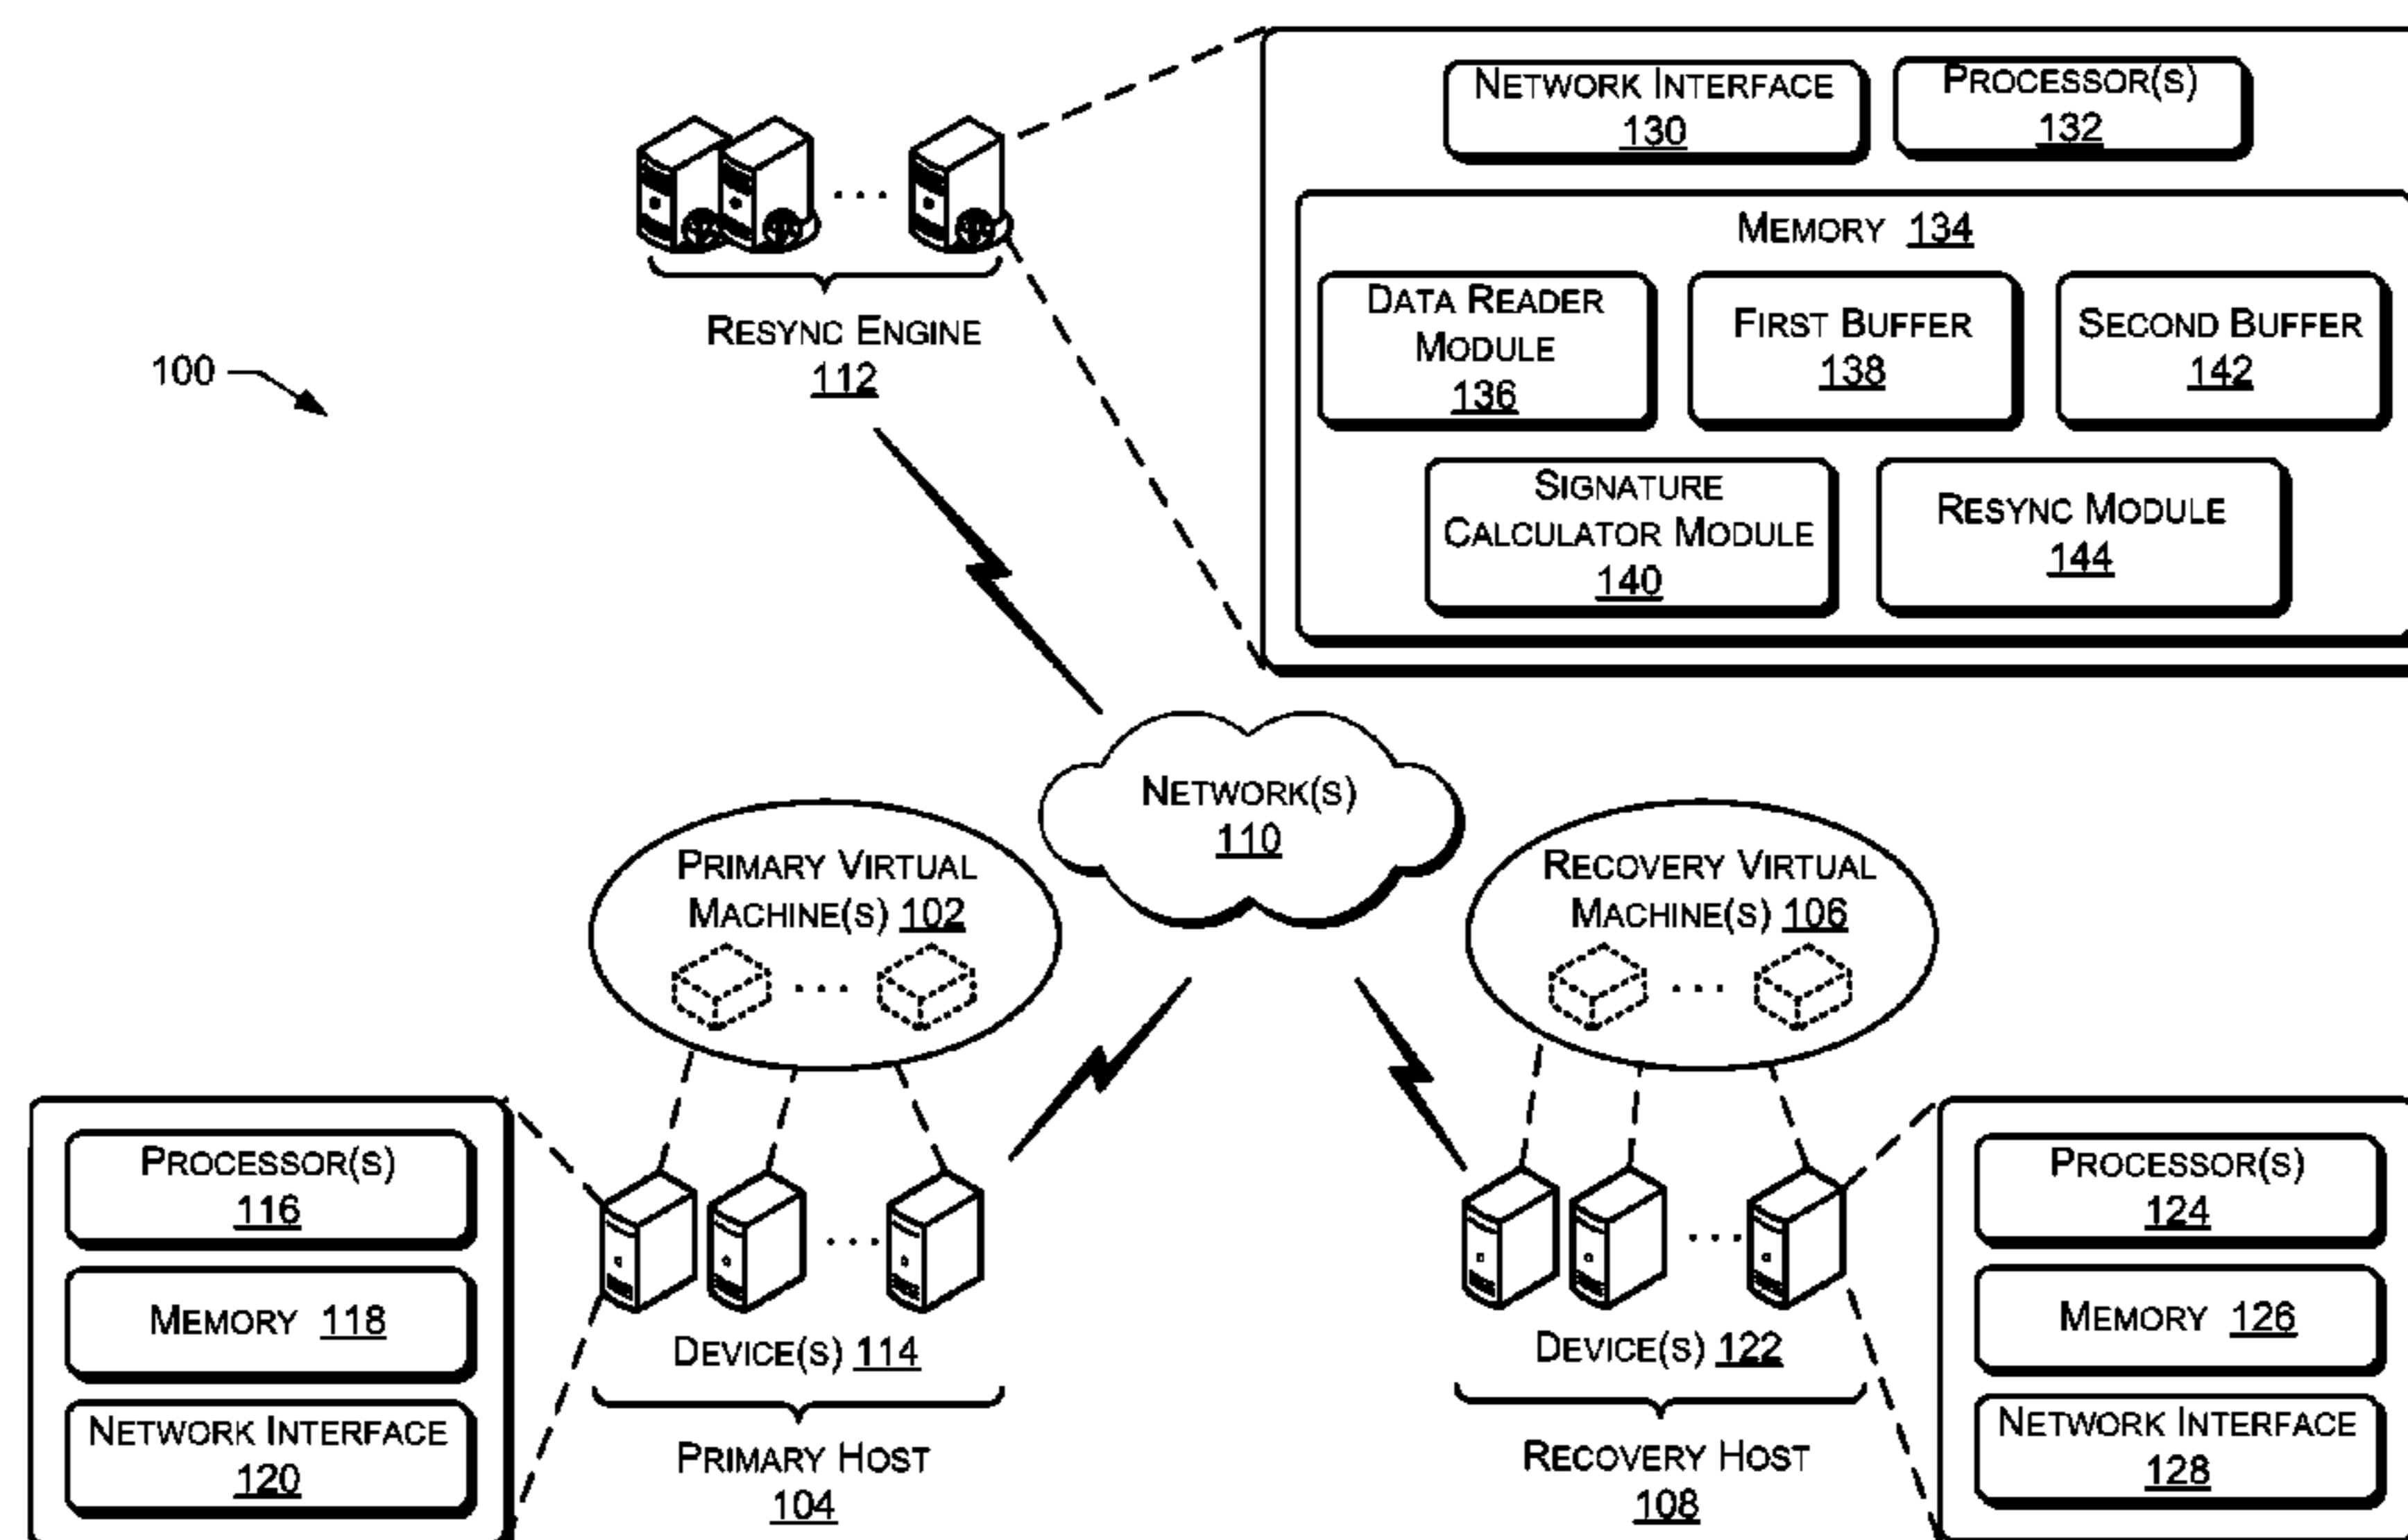 NETWORK INTERFACE
130
PROCESSOR(S)
132
MEMORY 134
DATA READER
MODULE
136
FIRST BUFFER
138
SECOND BUFFER
142
SIGNATURE
CALCULATOR MODULE
140
RESYNC MODULE
144
RESYNC ENGINE
112
100
NETWORK(S)
110
PRIMARY VIRTUAL
MACHINE(S) 102
RECOVERY VIRTUAL
MACHINE(S) 106
PROCESSOR(S)
116
MEMORY 118
NETWORK INTERFACE
120
DEVICE(S) 114
PRIMARY HOST
104
DEVICE(S) 122
RECOVERY HOST
108
PROCESSOR(S)
124
MEMORY 126
NETWORK INTERFACE
128